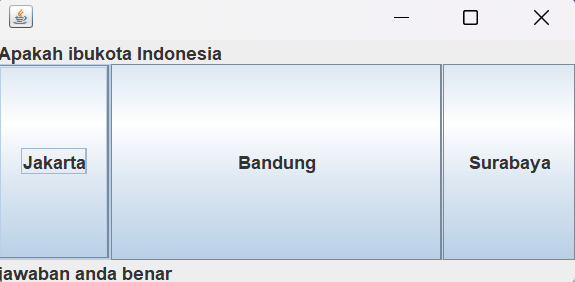 Apakah ibukota Indonesia
Jakarta Bandung Surabaya
jawaban anda benar